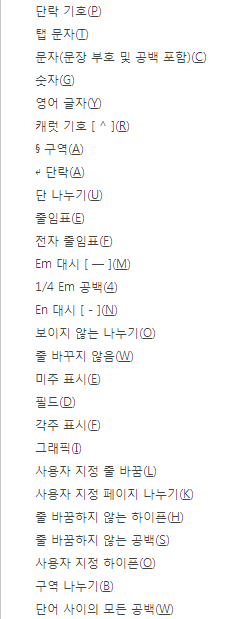 단락 기호(P)
탭 문자(T)
문자(문장 부호 및 공백 포함)(C)
숫자(G)
영어 글자(Y)
캐럿 기호 [ ^ ](R)
§ 구역(A)
↵ 단락(A)
단 나누기(U)
줄임표(E)
전자 줄임표(F)
Em 대시 [ — ](M)
1/4 Em 공백(4)
En 대시 [ - ](N)
보이지 않는 나누기(O)
줄 바꾸지 않음(W)
미주 표시(E)
필드(D)
각주 표시(F)
그래픽(I)
사용자 지정 줄 바꿈(L)
사용자 지정 페이지 나누기(K)
줄 바꿈하지 않는 하이픈(H)
줄 바꿈하지 않는 공백(S)
사용자 지정 하이픈(O)
구역 나누기(B)
단어 사이의 모든 공백(W)